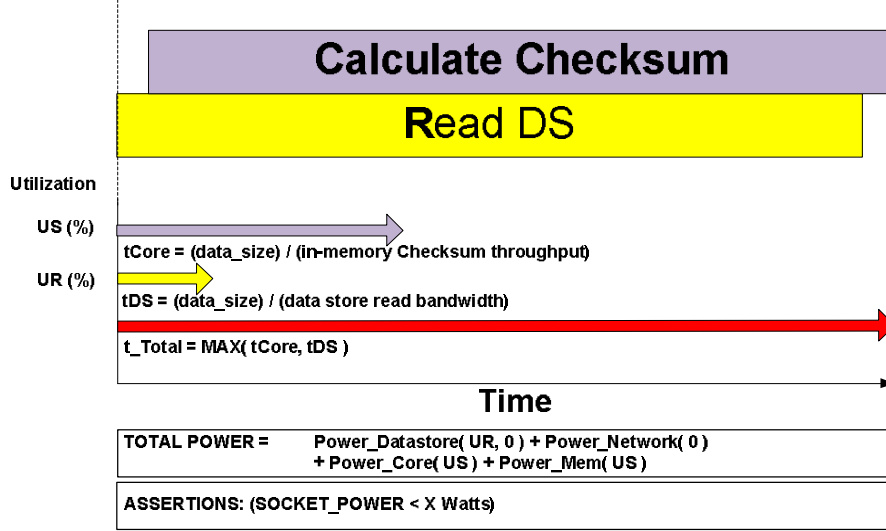 Calculate Checksum
Read DS
Utilization
US (%)
tCore = (data_size) / (in-memory Checksum throughput)
UR (%)
tDS = (data_size) / (data store read bandwidth)
t_Total = MAX( tCore, tDS )
Time
TOTAL POWER = Power_Datastore( UR, 0 ) + Power_Network( 0 )
+ Power_Core( US ) + Power_Mem( US )
ASSERTIONS: (SOCKET_POWER < X Watts)